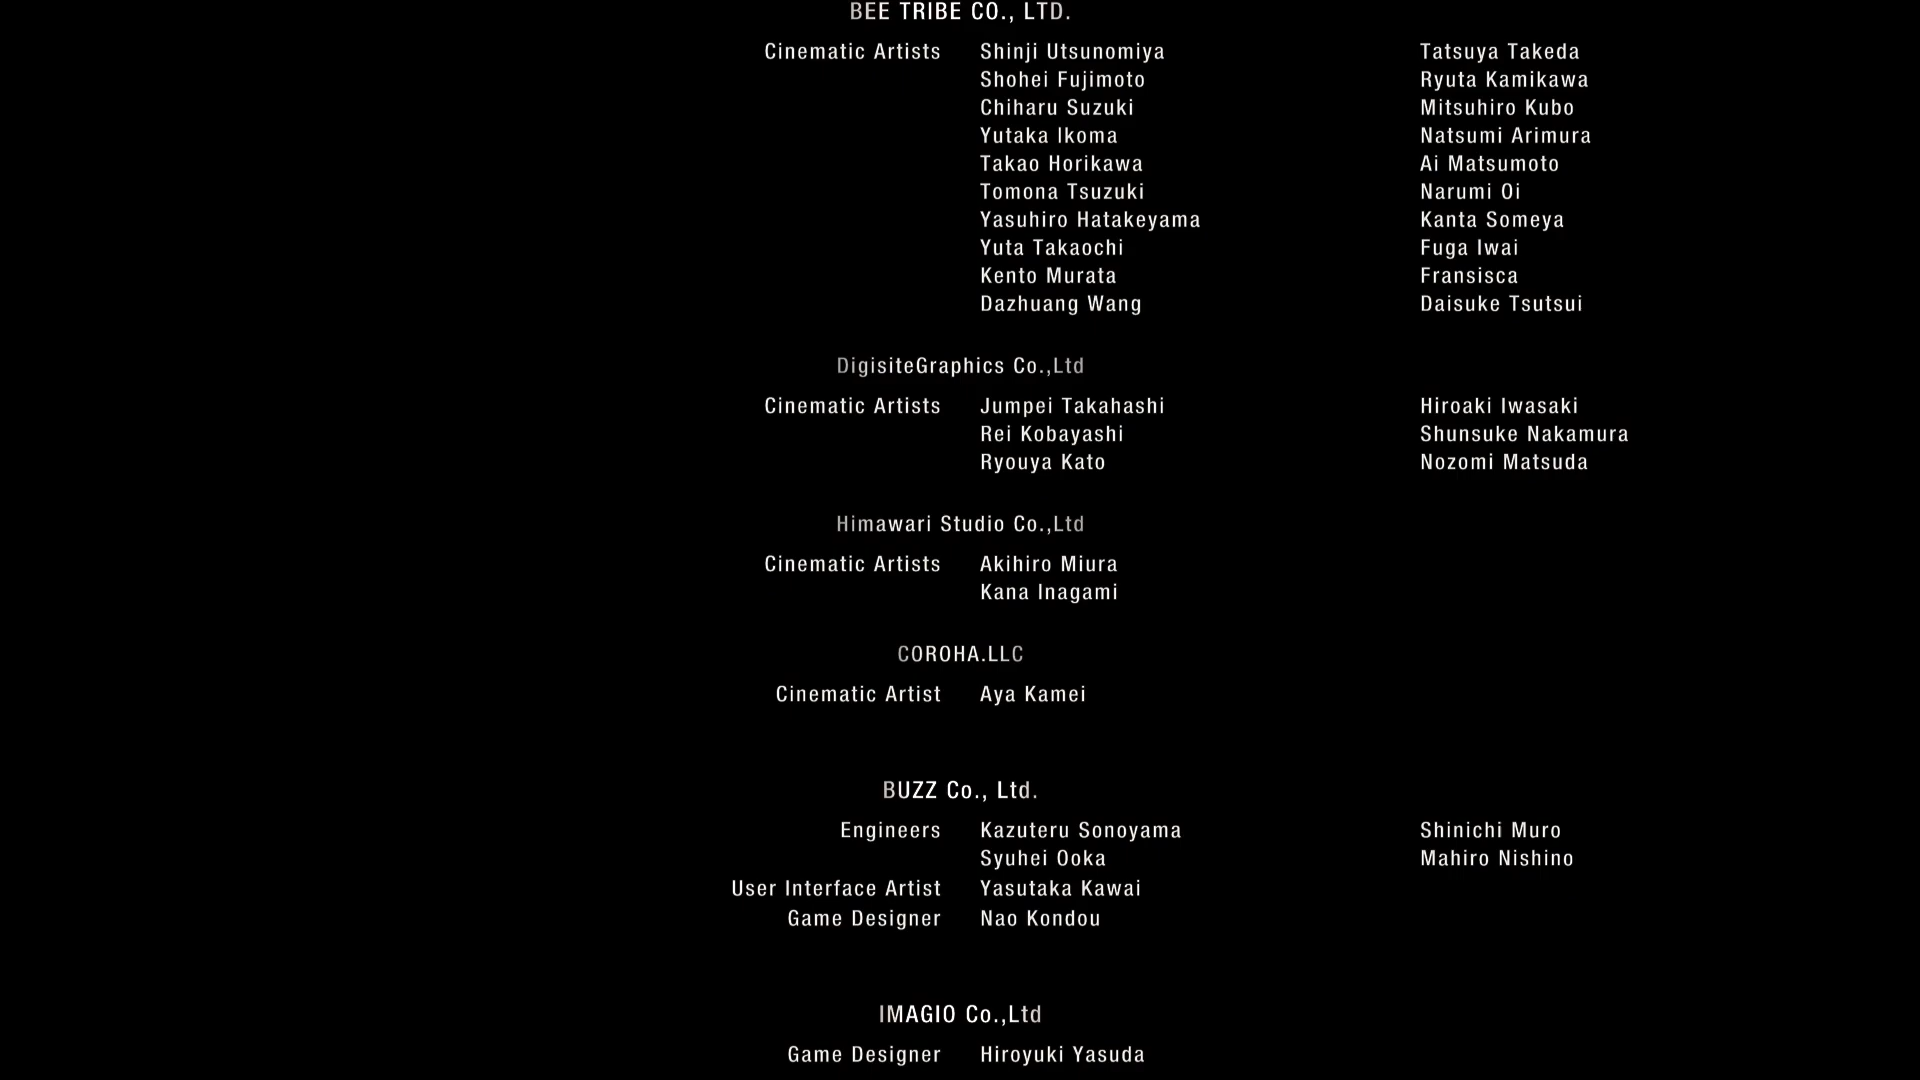 BEE TRIBE CO., LTD.
Cinematic Artists Shinji Utsunomiya Tatsuya Takeda
Shohei Fujimoto Ryuta Kamikawa
Chiharu Suzuki Mitsuhiro Kubo
Yutaka Ikoma Natsumi Arimura
Takao Horikawa Ai Matsumoto
Tomona Tsuzuki Narumi Oi
Yasuhiro Hatakeyama Kanta Someya
Yuta Takaochi Fuga Iwai
Kento Murata Fransisca
Dazhuang Wang Daisuke Tsutsui
DigisiteGraphics Co.,Ltd
Cinematic Artists Jumpei Takahashi Hiroaki Iwasaki
Rei Kobayashi Shunsuke Nakamura
Ryouya Kato Nozomi Matsuda
Himawari Studio Co.,Ltd
Cinematic Artists Akihiro Miura
Kana Inagami
COROHA.LLC
Cinematic Artist Aya Kamei
BUZZ Co., Ltd.
Engineers Kazuteru Sonoyama Shinichi Muro
Syuhei Ooka Mahiro Nishino
User Interface Artist Yasutaka Kawai
Game Designer Nao Kondou
IMAGIO Co.,Ltd
Game Designer Hiroyuki Yasuda